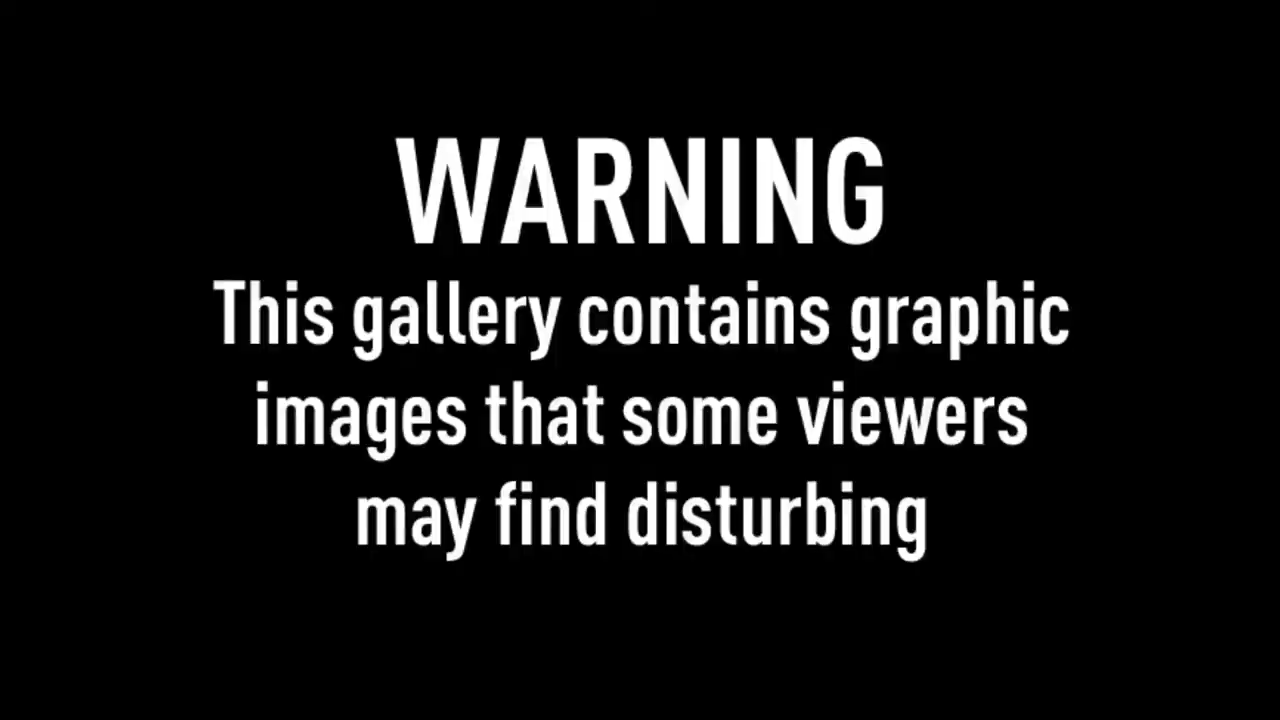 WARNING
This gallery contains graphic
images that some viewers
may find disturbing